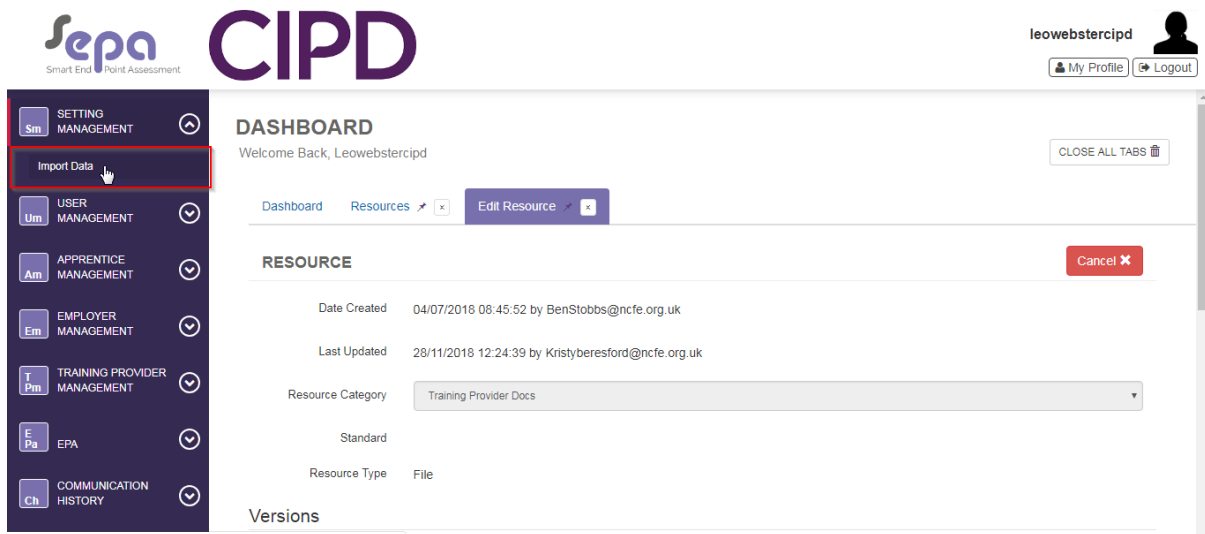 Sepa
Smart End Point Assessment
CIPD
leowebstercipd
My Profile
Logout
Sm
SETTING
MANAGEMENT
Import Data
Um
USER
MANAGEMENT
Am
APPRENTICE
MANAGEMENT
Em
EMPLOYER
MANAGEMENT
T
Pm
TRAINING PROVIDER
MANAGEMENT
E
Pa
EPA
Ch
COMMUNICATION
HISTORY
DASHBOARD
Welcome Back, Leowebstercipd
CLOSE ALL TABS
Dashboard
Resources
x
Edit Resource
x
RESOURCE
Cancel
Date Created
04/07/2018 08:45:52 by BenStobbs@ncfe.org.uk
Last Updated
28/11/2018 12:24:39 by Kristyberesford@ncfe.org.uk
Resource Category
Training Provider Docs
Standard
Resource Type
File
Versions